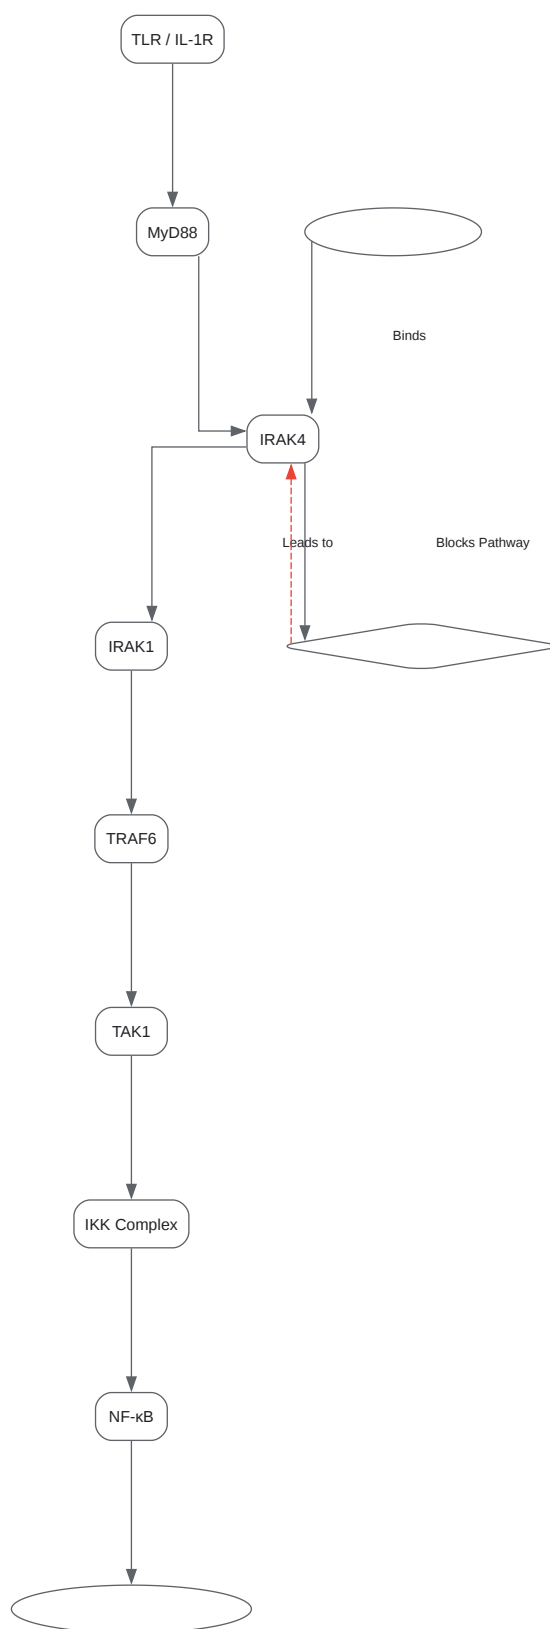 TLR / IL-1R
MyD88
Binds
IRAK4
Leads to
Blocks Pathway
IRAK1
TRAF6
TAK1
IKK Complex
NF-κB